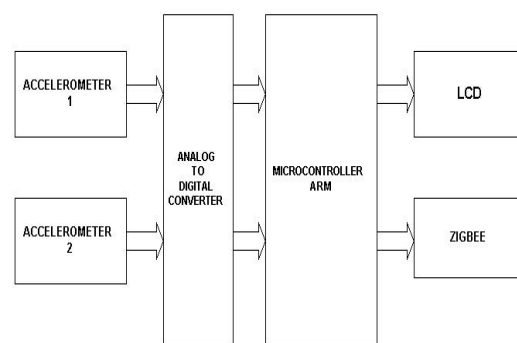 ACCELEROMETER
1
ACCELEROMETER
2
ANALOG
TO
DIGITAL
CONVERTER
MICROCONTROLLER
ARM
LCD
ZIGBEE